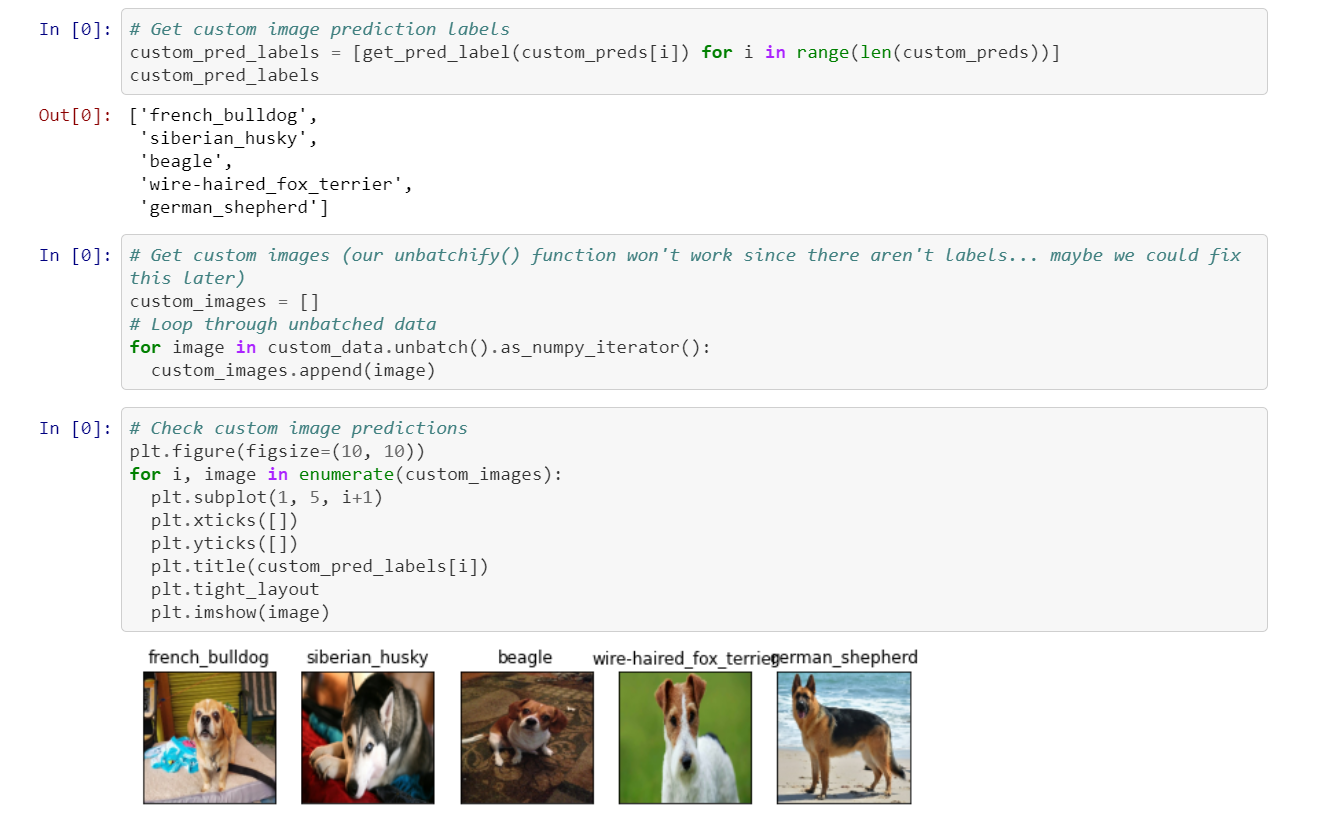 In [0]: # Get custom image prediction labels
custom_pred_labels = [get_pred_label(custom_preds[i]) for i in range(len(custom_preds))]
custom_pred_labels
Out[0]: ['french_bulldog',
'siberian_husky',
'beagle',
'wire-haired_fox_terrier',
'german_shepherd']
In [0]: # Get custom images (our unbatchify() function won't work since there aren't labels... maybe we could fix
this later)
custom_images = []
# Loop through unbatched data
for image in custom_data.unbatch().as_numpy_iterator():
  custom_images.append(image)
In [0]: # Check custom image predictions
plt.figure(figsize=(10, 10))
for i, image in enumerate(custom_images):
  plt.subplot(1, 5, i+1)
  plt.xticks([])
  plt.yticks([])
  plt.title(custom_pred_labels[i])
  plt.tight_layout
  plt.imshow(image)
french_bulldog siberian_husky beagle wire-haired_fox_terrier german_shepherd